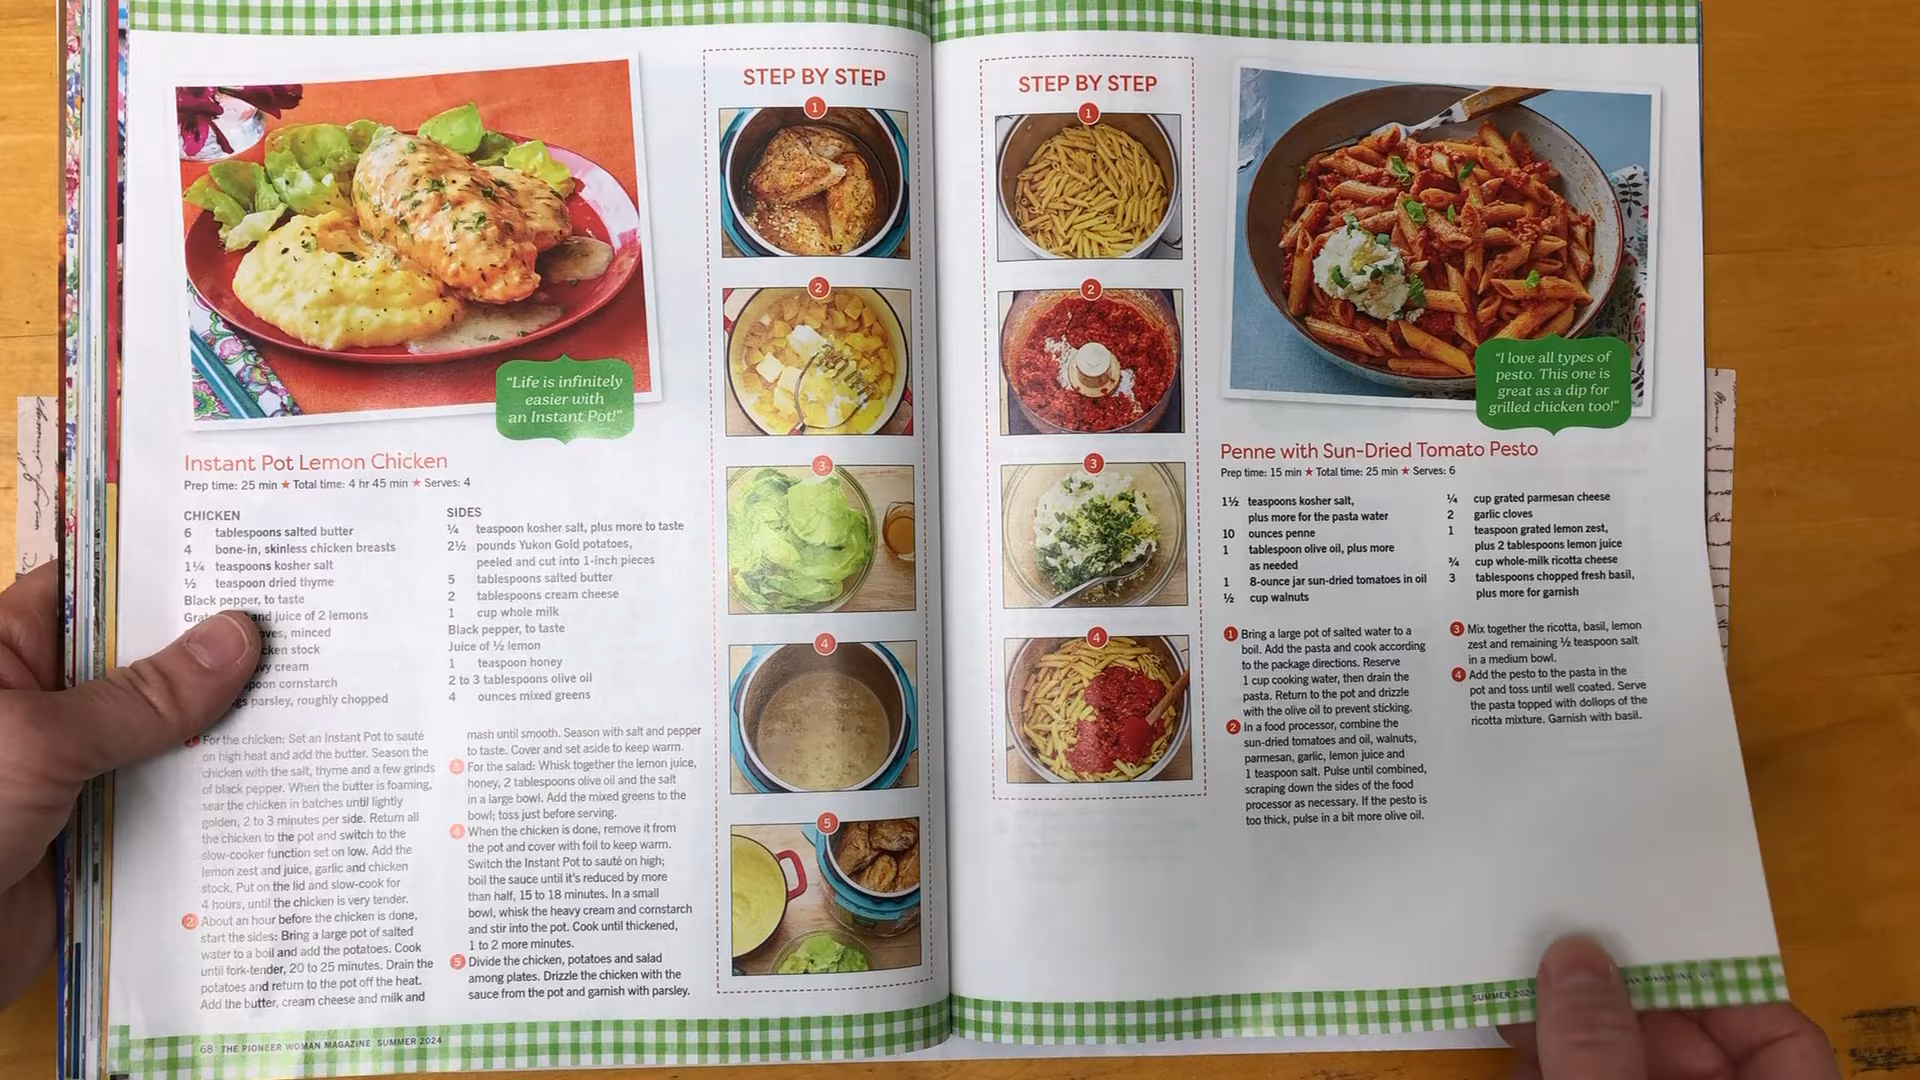 STEP BY STEP
1
2
3
4
5
"Life is infinitely
easier with
an Instant Pot!"
Instant Pot Lemon Chicken
Prep time: 25 min ★ Total time: 4 hr 45 min ★ Serves: 4
CHICKEN
6 tablespoons salted butter
4 bone-in, skinless chicken breasts
1¼ teaspoons kosher salt
½ teaspoon dried thyme
Black pepper, to taste
and juice of 2 lemons
minced
stock
cream
cornstarch
parsley, roughly chopped
SIDES
¼ teaspoon kosher salt, plus more to taste
2½ pounds Yukon Gold potatoes,
peeled and cut into 1-inch pieces
5 tablespoons salted butter
2 tablespoons cream cheese
1 cup whole milk
Black pepper, to taste
Juice of ½ lemon
1 teaspoon honey
2 to 3 tablespoons olive oil
4 ounces mixed greens
1 For the chicken: Set an Instant Pot to sauté
on high heat and add the butter. Season the
chicken with the salt, thyme and a few grinds
of black pepper. When the butter is foaming,
sear the chicken in batches until lightly
golden, 2 to 3 minutes per side. Return all
the chicken to the pot and switch to the
slow-cooker function set on low. Add the
lemon zest and juice, garlic and chicken
stock. Put on the lid and slow-cook for
4 hours, until the chicken is very tender.
2 About an hour before the chicken is done,
start the sides: Bring a large pot of salted
water to a boil and add the potatoes. Cook
until fork-tender, 20 to 25 minutes. Drain the
potatoes and return to the pot off the heat.
Add the butter, cream cheese and milk and
mash until smooth. Season with salt and pepper
to taste. Cover and set aside to keep warm.
3 For the salad: Whisk together the lemon juice,
honey, 2 tablespoons olive oil and the salt
in a large bowl. Add the mixed greens to the
bowl; toss just before serving.
4 When the chicken is done, remove it from
the pot and cover with foil to keep warm.
Switch the Instant Pot to sauté on high;
boil the sauce until it's reduced by more
than half, 15 to 18 minutes. In a small
bowl, whisk the heavy cream and cornstarch
and stir into the pot. Cook until thickened,
1 to 2 more minutes.
5 Divide the chicken, potatoes and salad
among plates. Drizzle the chicken with the
sauce from the pot and garnish with parsley.
68 THE PIONEER WOMAN MAGAZINE SUMMER 2024
STEP BY STEP
1
2
3
4
"I love all types of
pesto. This one is
great as a dip for
grilled chicken too!"
Penne with Sun-Dried Tomato Pesto
Prep time: 15 min ★ Total time: 25 min ★ Serves: 6
1½ teaspoons kosher salt,
plus more for the pasta water
10 ounces penne
1 tablespoon olive oil, plus more
as needed
1 8-ounce jar sun-dried tomatoes in oil
½ cup walnuts
¼ cup grated parmesan cheese
2 garlic cloves
1 teaspoon grated lemon zest,
plus 2 tablespoons lemon juice
¾ cup whole-milk ricotta cheese
3 tablespoons chopped fresh basil,
plus more for garnish
1 Bring a large pot of salted water to a
boil. Add the pasta and cook according
to the package directions. Reserve
1 cup cooking water, then drain the
pasta. Return to the pot and drizzle
with the olive oil to prevent sticking.
2 In a food processor, combine the
sun-dried tomatoes and oil, walnuts,
parmesan, garlic, lemon juice and
1 teaspoon salt. Pulse until combined,
scraping down the sides of the food
processor as necessary. If the pesto is
too thick, pulse in a bit more olive oil.
3 Mix together the ricotta, basil, lemon
zest and remaining ½ teaspoon salt
in a medium bowl.
4 Add the pesto to the pasta in the
pot and toss until well coated. Serve
the pasta topped with dollops of the
ricotta mixture. Garnish with basil.
SUMMER 2024